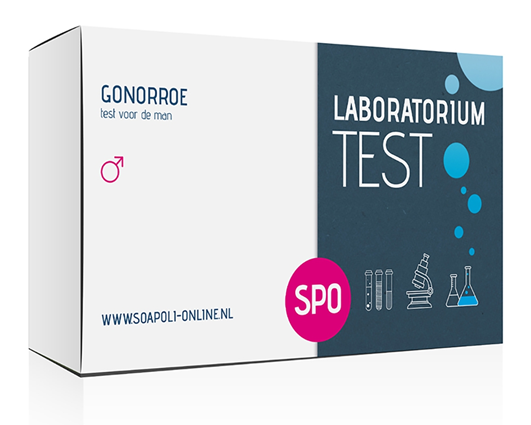 GONORROE
test voor de man
WWW.SOAPOLI-ONLINE.NL
LABORATORIUM
TEST
SPO